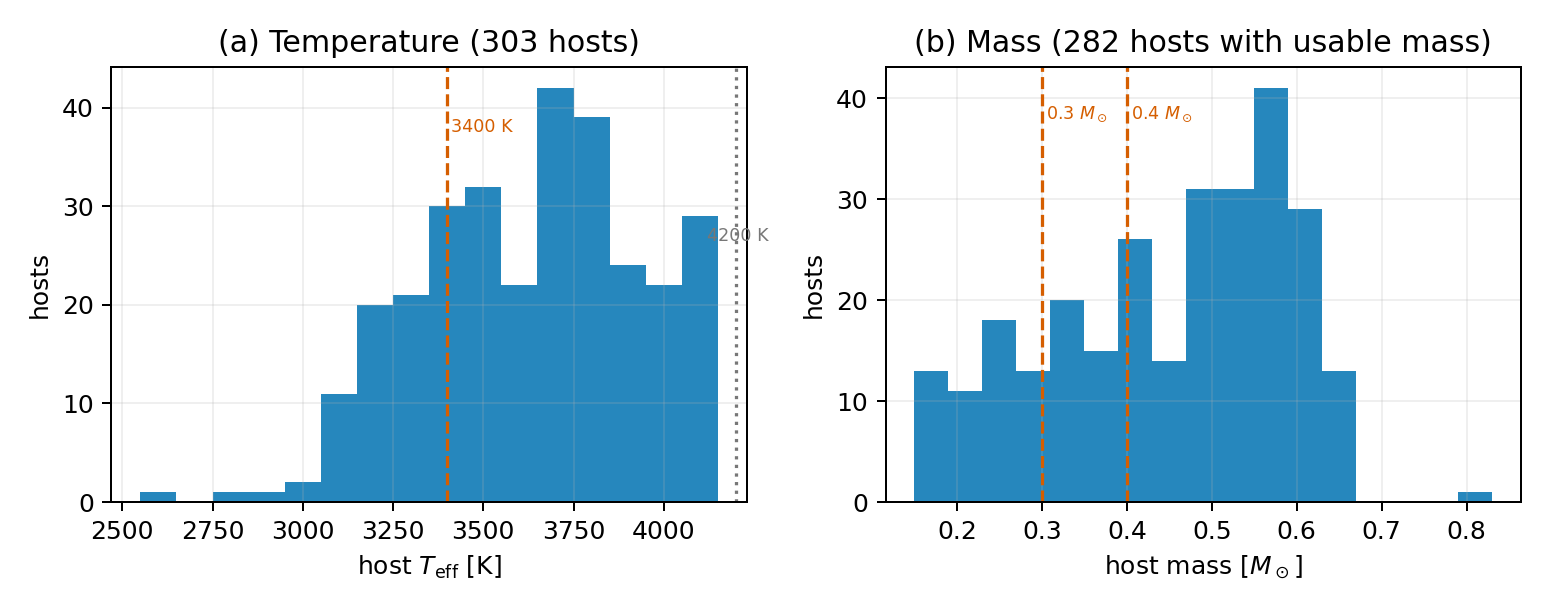 (a) Temperature (303 hosts)
hosts
40
30
20
10
0
3400 K
4200 K
2500 2750 3000 3250 3500 3750 4000
host T_eff [K]
(b) Mass (282 hosts with usable mass)
hosts
40
30
20
10
0
0.3 M_⊙
0.4 M_⊙
0.2 0.3 0.4 0.5 0.6 0.7 0.8
host mass [M_⊙]